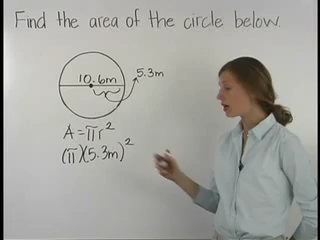 Find the area of the circle below.
10.6m
5.3m
A = πr²
(π)(5.3m)²